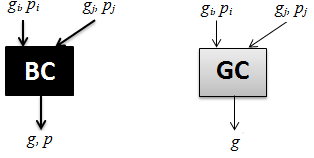 gᵢ, pᵢ gⱼ, pⱼ gᵢ, pᵢ gⱼ, pⱼ
BC GC
g, p g